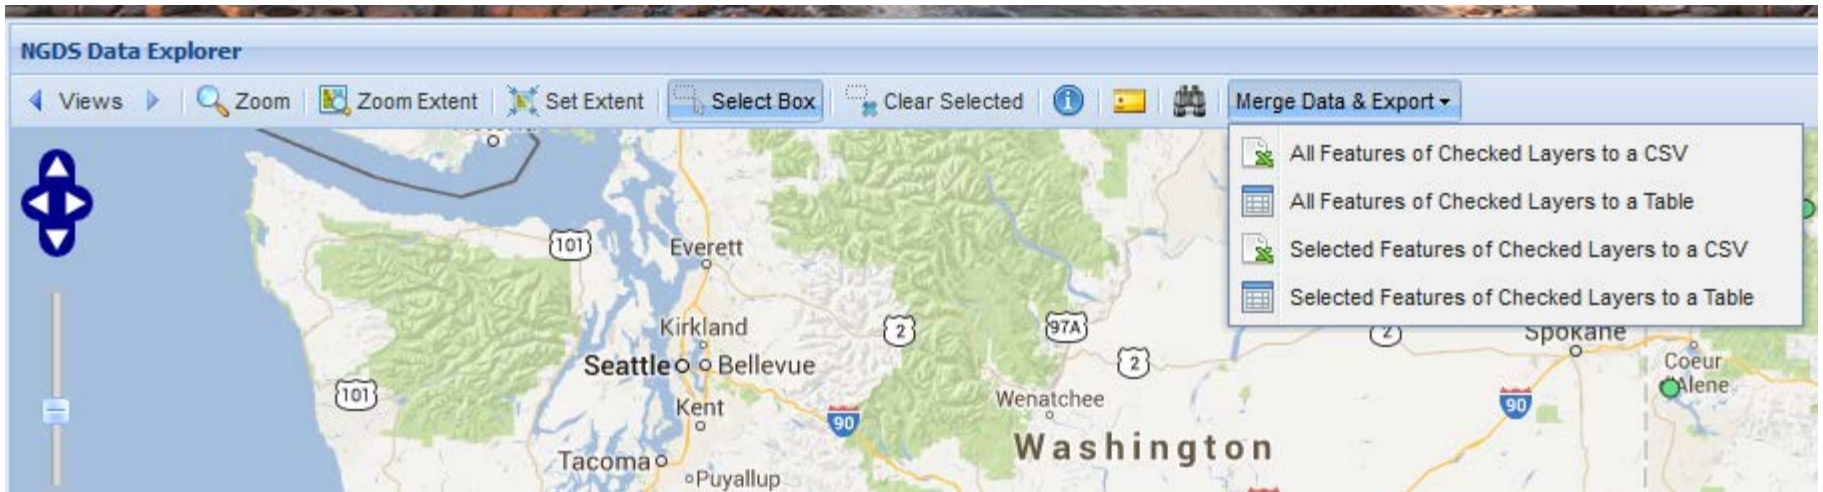 NGDS Data Explorer
Views Zoom Zoom Extent Set Extent Select Box Clear Selected Merge Data & Export
All Features of Checked Layers to a CSV
All Features of Checked Layers to a Table
Selected Features of Checked Layers to a CSV
Selected Features of Checked Layers to a Table
101
Everett
Kirkland
2
97A
2
Spokane
Seattle
Bellevue
2
Coeur
d'Alene
101
Kent
90
Wenatchee
90
Washington
Tacoma
Puyallup